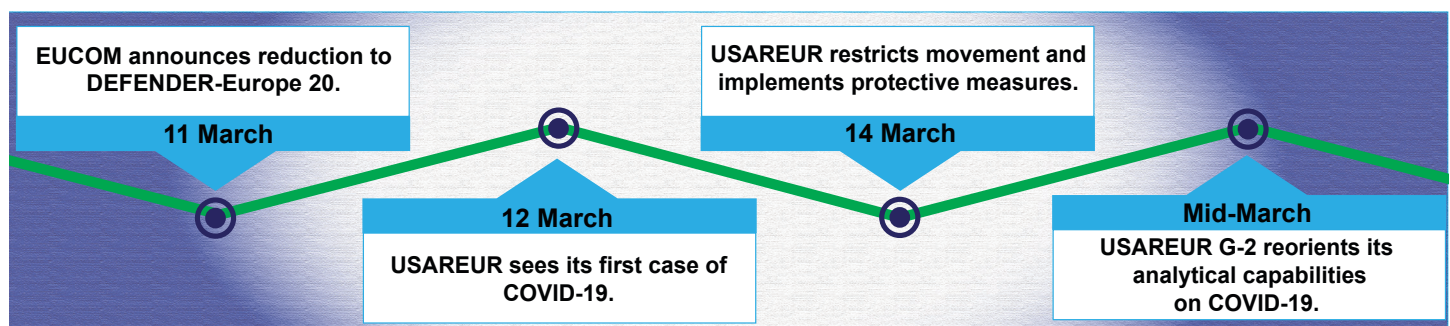 EUCOM announces reduction to
DEFENDER-Europe 20.
11 March
12 March
USAREUR sees its first case of
COVID-19.
USAREUR restricts movement and
implements protective measures.
14 March
Mid-March
USAREUR G-2 reorients its
analytical capabilities
on COVID-19.